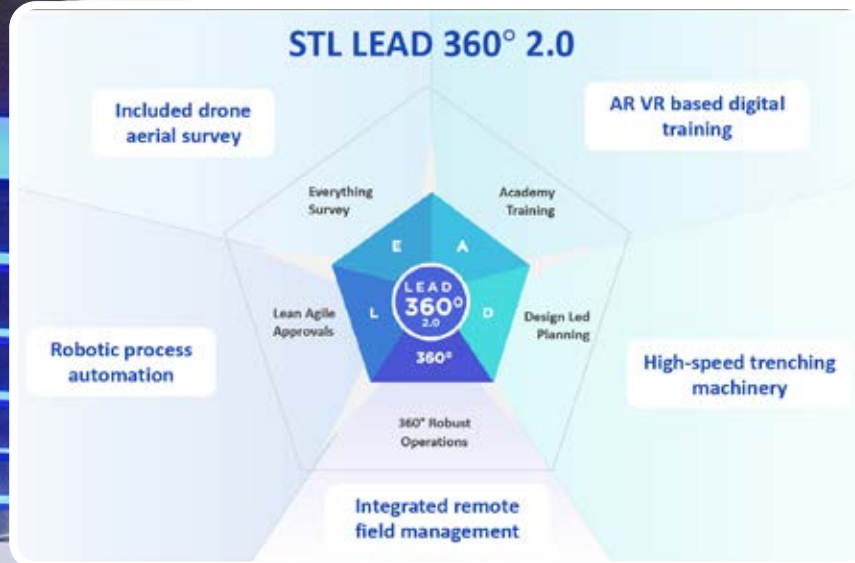 STL LEAD 360° 2.0
Included drone
aerial survey
AR VR based digital
training
Everything
Survey
Academy
Training
E
A
LEAD
360°
2.0
L
D
Lean Agile
Approvals
Design Led
Planning
360°
Robotic process
automation
High-speed trenching
machinery
360° Robust
Operations
Integrated remote
field management